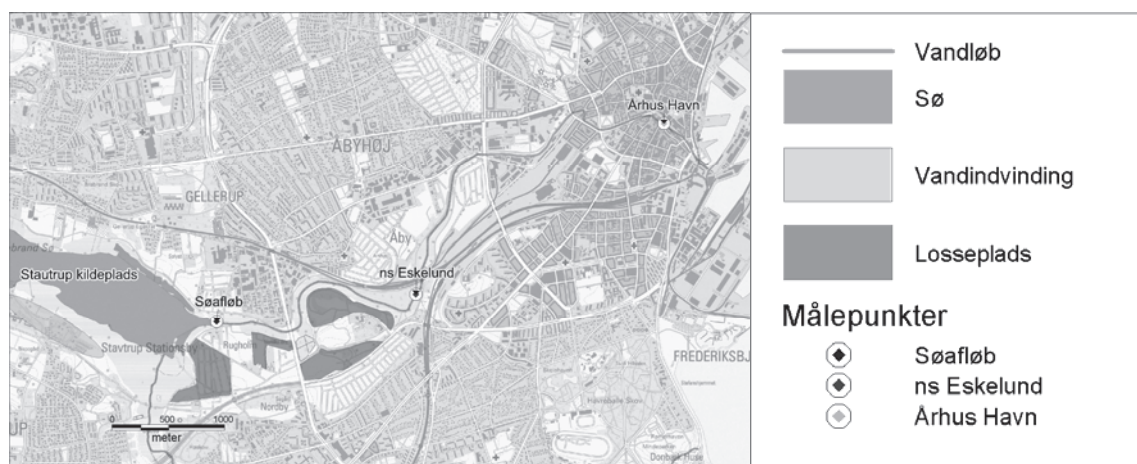 Århus Havn
ÅBYHØJ
GELLERUP
Åby
Stautrup kildeplads
ns Eskelund
Søafløb
Stavtrup Stationsby
Rugholm
FREDERIKSBJ
Nordby
0 500 1000
meter
Vandløb
Sø
Vandindvinding
Losseplads
Målepunkter
Søafløb
ns Eskelund
Århus Havn